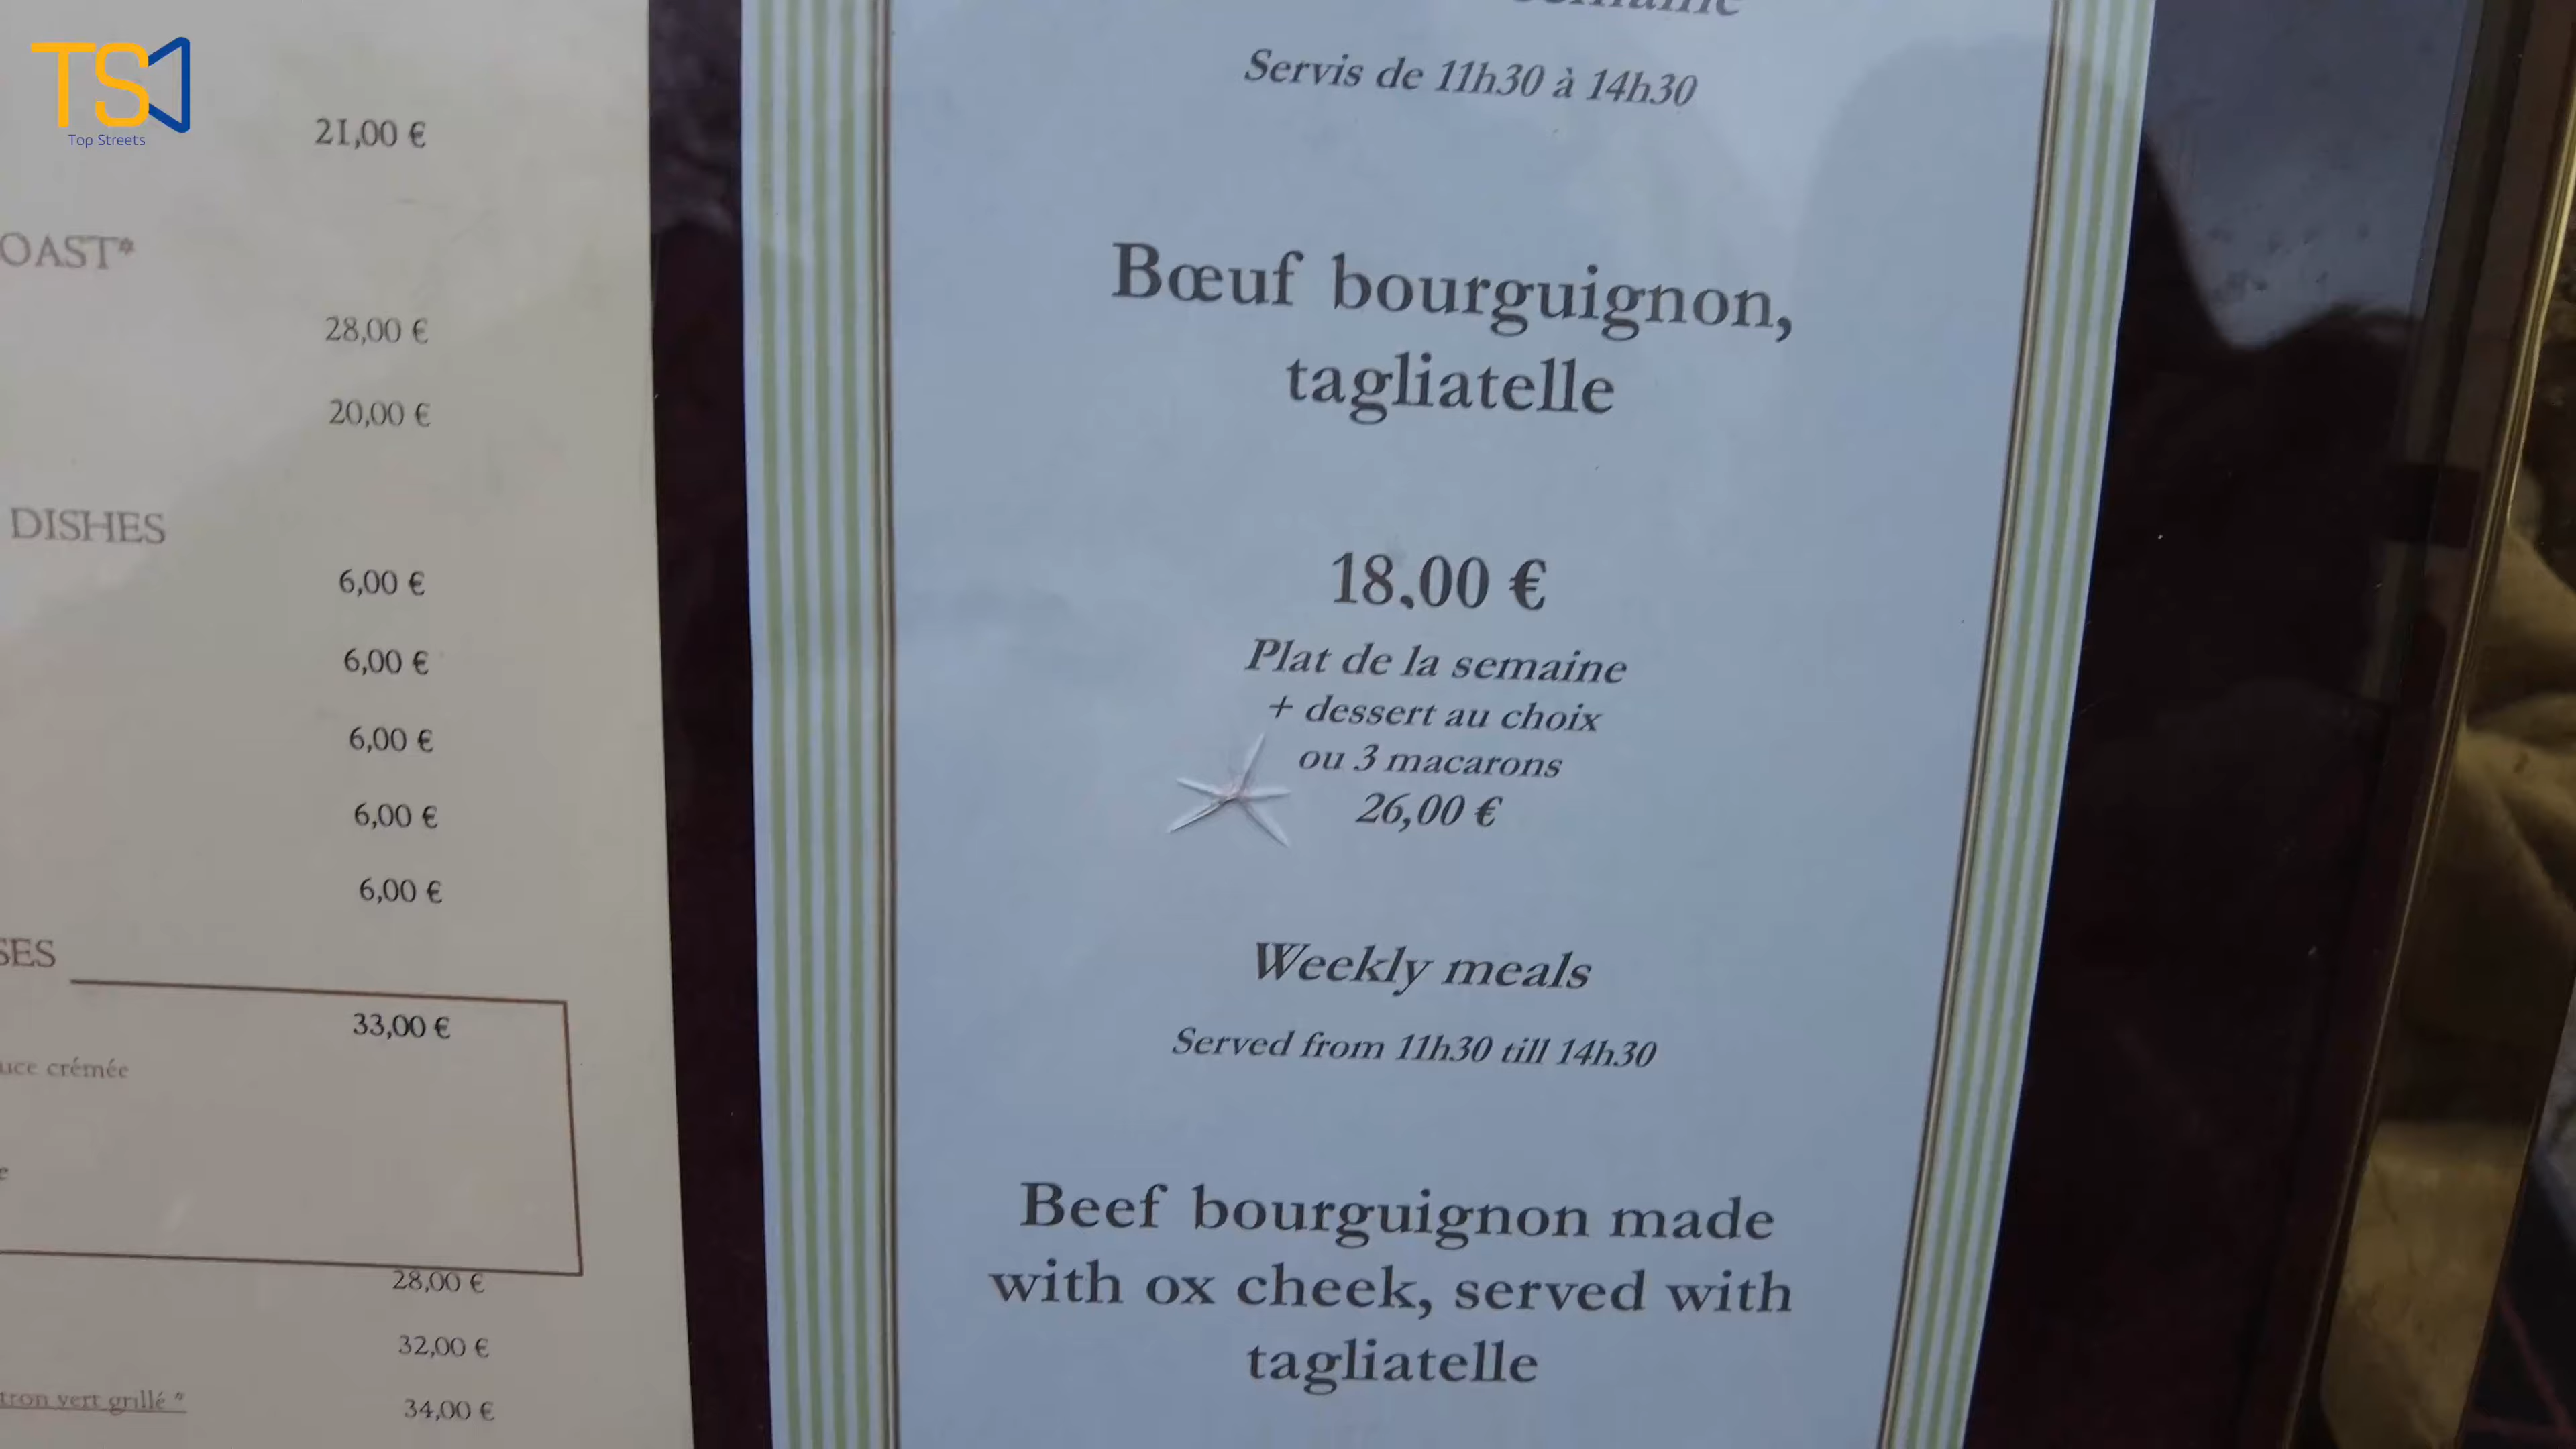 TS
Top Streets
21,00 €
OAST*
28,00 €
20,00 €
DISHES
6,00 €
6,00 €
6,00 €
6,00 €
6,00 €
SES
33,00 €
uce crémée
28,00 €
32,00 €
tron vert grillé *
34,00 €
Servis de 11h30 à 14h30
Bœuf bourguignon,
tagliatelle
18,00 €
Plat de la semaine
+ dessert au choix
ou 3 macarons
26,00 €
Weekly meals
Served from 11h30 till 14h30
Beef bourguignon made
with ox cheek, served with
tagliatelle